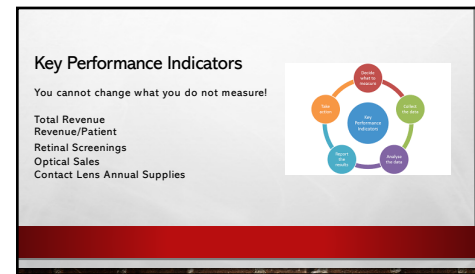 Key Performance Indicators
You cannot change what you do not measure!
Total Revenue
Revenue/Patient
Retinal Screenings
Optical Sales
Contact Lens Annual Supplies
Decide
what to
measure
Collect
the data
Analyze
the data
Report
the
results
Take
action
Key
Performance
Indicators